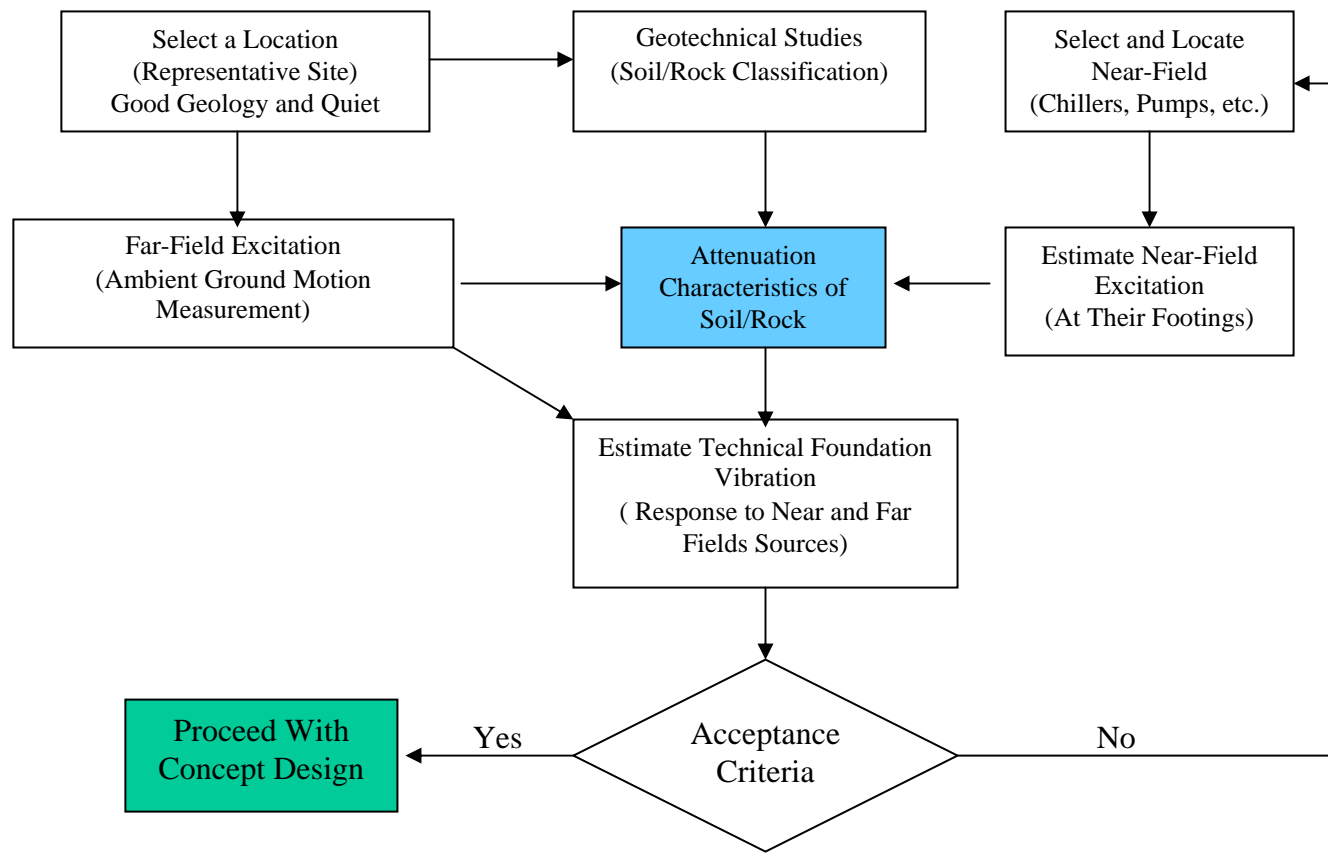 Select a Location
(Representative Site)
Good Geology and Quiet
Geotechnical Studies
(Soil/Rock Classification)
Select and Locate
Near-Field
(Chillers, Pumps, etc.)
Far-Field Excitation
(Ambient Ground Motion
Measurement)
Attenuation
Characteristics of
Soil/Rock
Estimate Near-Field
Excitation
(At Their Footings)
Estimate Technical Foundation
Vibration
( Response to Near and Far
Fields Sources)
Proceed With
Concept Design
Yes
Acceptance
Criteria
No